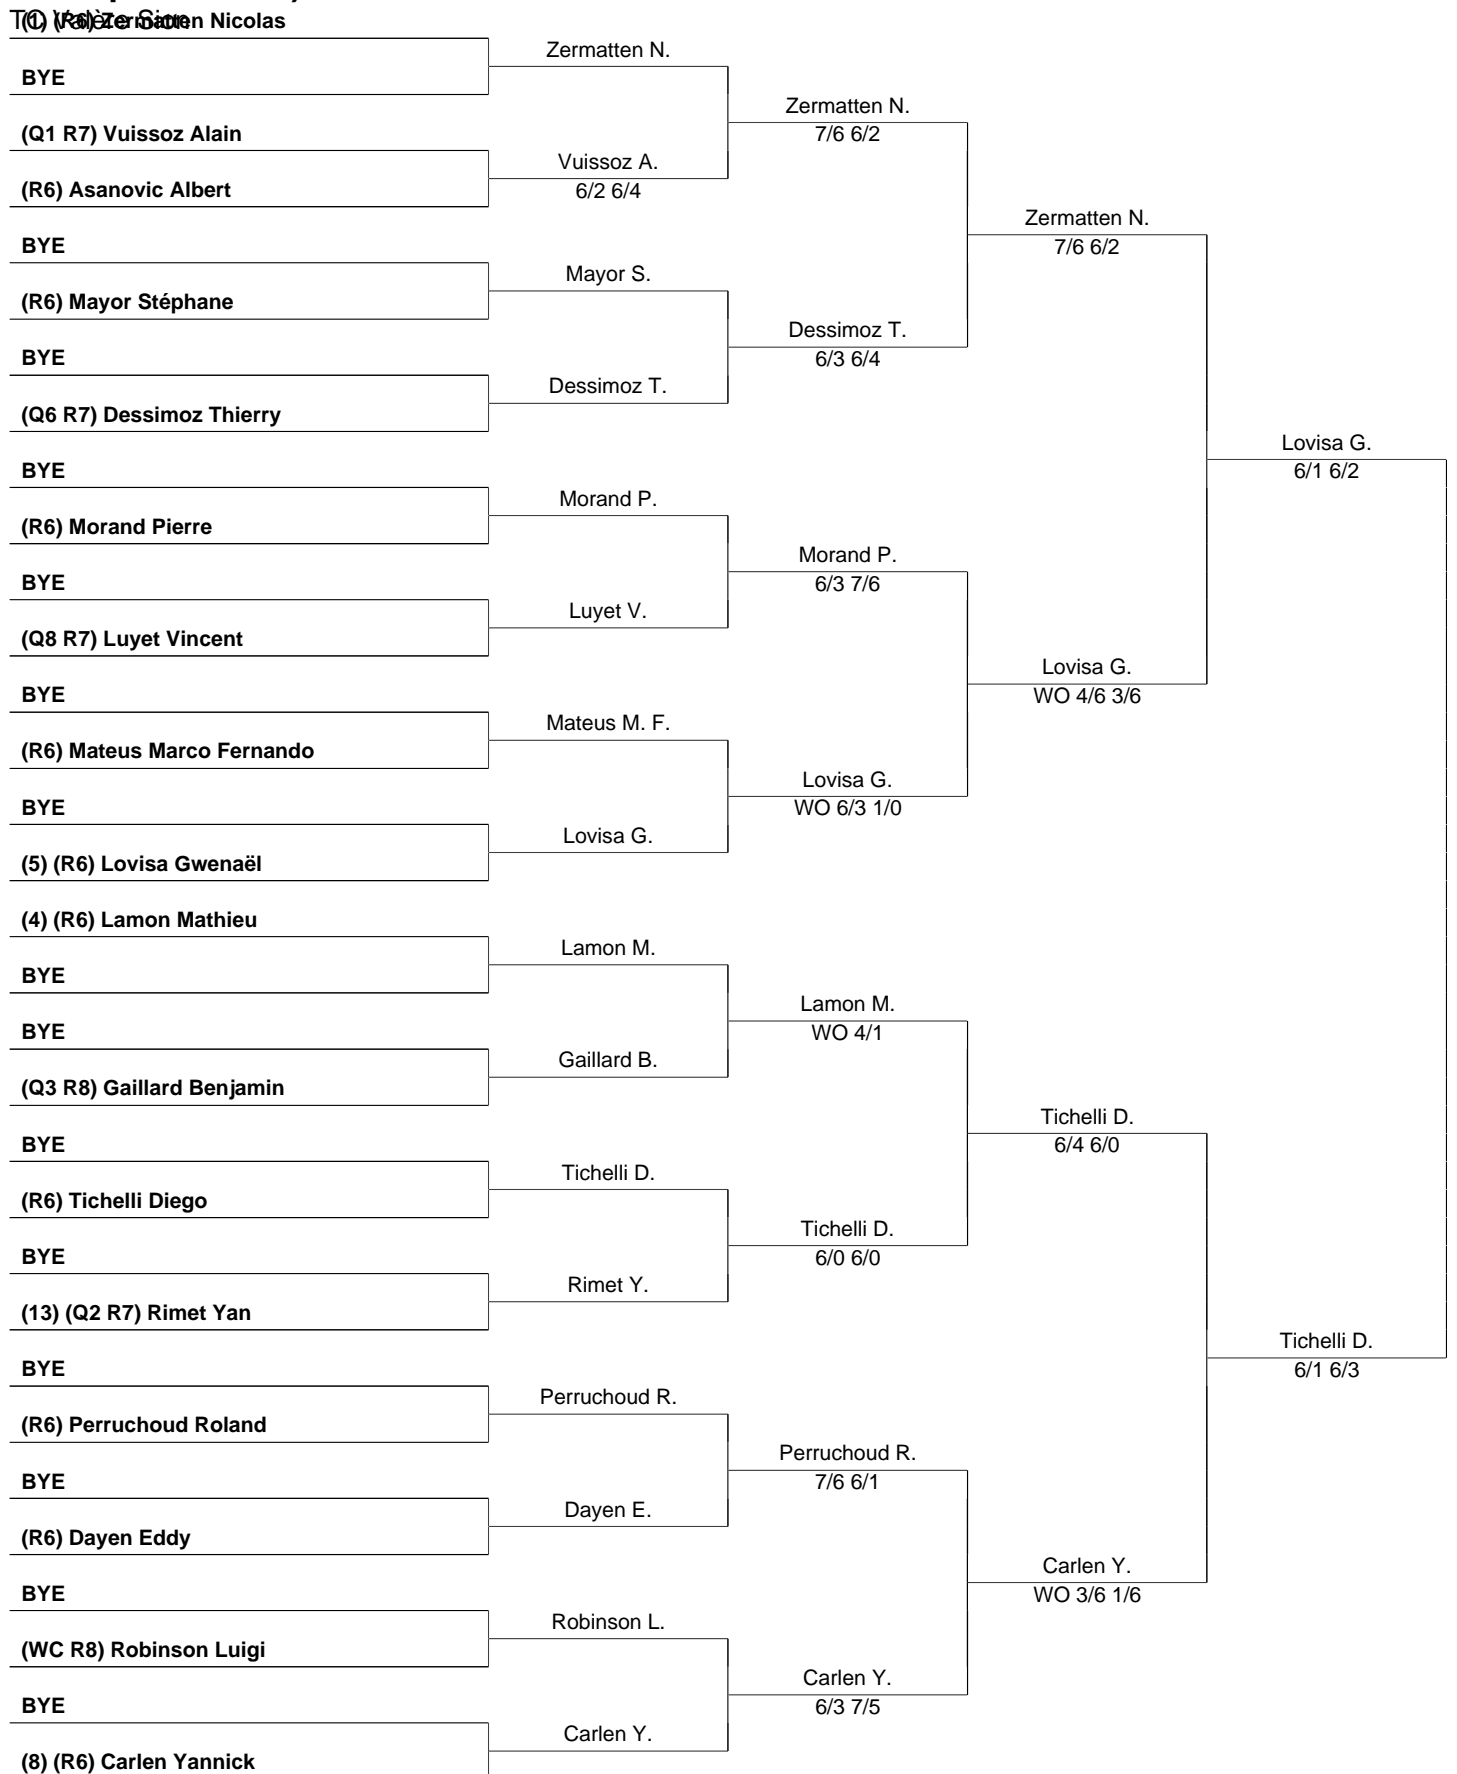 TC Valère Sion
(1) (R6) Zermatten Nicolas
BYE
(Q1 R7) Vuissoz Alain
(R6) Asanovic Albert
BYE
(R6) Mayor Stéphane
BYE
(Q6 R7) Dessimoz Thierry
BYE
(R6) Morand Pierre
BYE
(Q8 R7) Luyet Vincent
BYE
(R6) Mateus Marco Fernando
BYE
(5) (R6) Lovisa Gwenaël
(4) (R6) Lamon Mathieu
BYE
BYE
(Q3 R8) Gaillard Benjamin
BYE
(R6) Tichelli Diego
BYE
(13) (Q2 R7) Rimet Yan
BYE
(R6) Perruchoud Roland
BYE
(R6) Dayen Eddy
BYE
(WC R8) Robinson Luigi
BYE
(8) (R6) Carlen Yannick
Zermatten N.
Vuissoz A.
6/2 6/4
Mayor S.
Dessimoz T.
Morand P.
Luyet V.
Mateus M. F.
Lovisa G.
Lamon M.
Gaillard B.
Tichelli D.
Rimet Y.
Perruchoud R.
Dayen E.
Robinson L.
Carlen Y.
Zermatten N.
7/6 6/2
Dessimoz T.
6/3 6/4
Morand P.
6/3 7/6
Lovisa G.
WO 6/3 1/0
Lamon M.
WO 4/1
Tichelli D.
6/0 6/0
Perruchoud R.
7/6 6/1
Carlen Y.
6/3 7/5
Zermatten N.
7/6 6/2
Lovisa G.
WO 4/6 3/6
Tichelli D.
6/4 6/0
Carlen Y.
WO 3/6 1/6
Lovisa G.
6/1 6/2
Tichelli D.
6/1 6/3